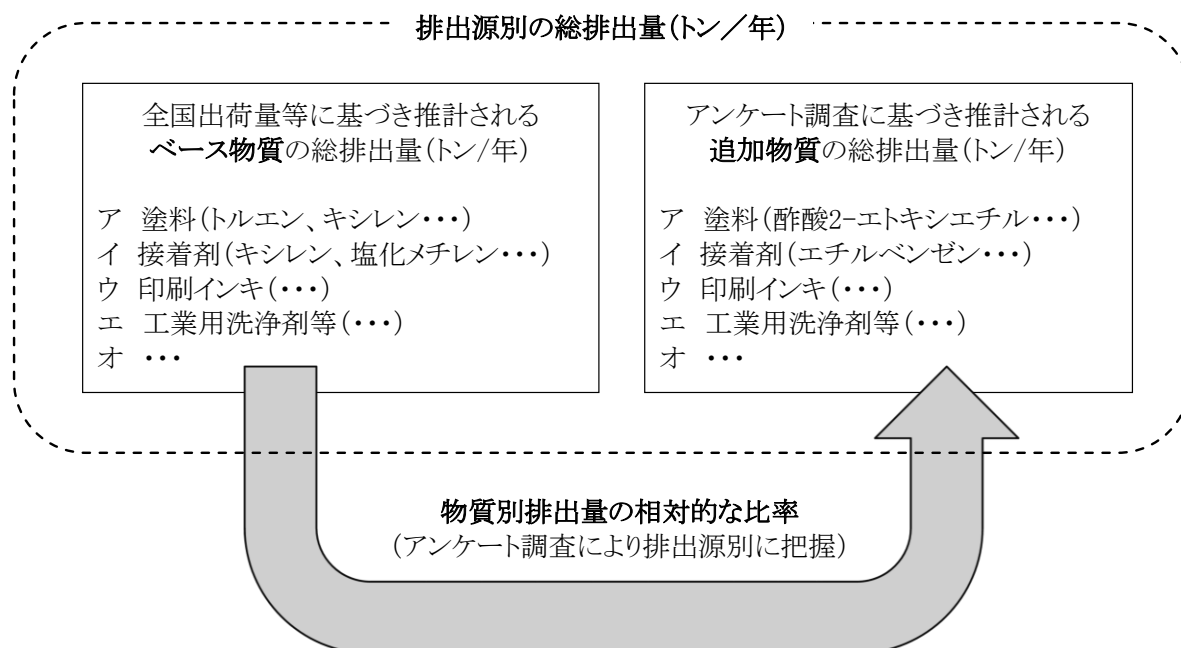 排出源別の総排出量(トン/年)
全国出荷量等に基づき推計される
ベース物質の総排出量(トン/年)
ア 塗料(トルエン、キシレン・・・)
イ 接着剤(キシレン、塩化メチレン・・・)
ウ 印刷インキ(・・・)
エ 工業用洗浄剤等(・・・)
オ ・・・
アンケート調査に基づき推計される
追加物質の総排出量(トン/年)
ア 塗料(酢酸2-エトキシエチル・・・)
イ 接着剤(エチルベンゼン・・・)
ウ 印刷インキ(・・・)
エ 工業用洗浄剤等(・・・)
オ ・・・
物質別排出量の相対的な比率
(アンケート調査により排出源別に把握)